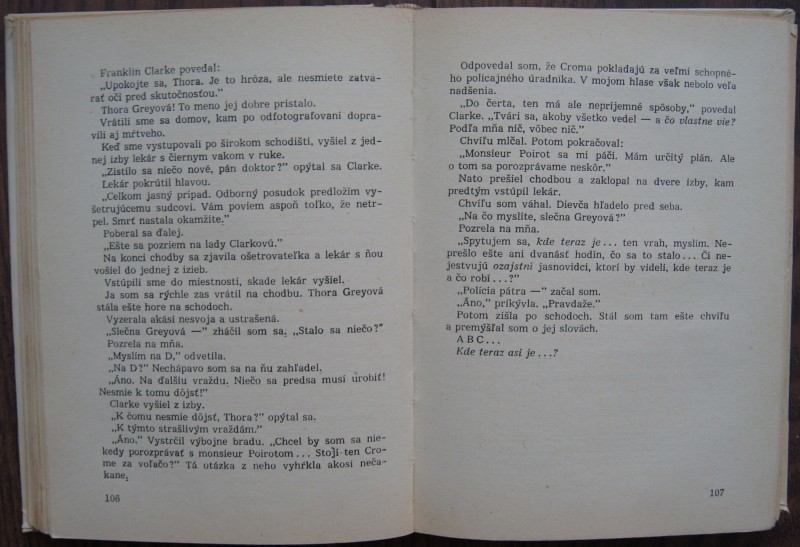 Franklin Clarke povedal:
„Upokojte sa, Thora. Je to hrôza, ale nesmiete zatvá-
rať oči pred skutočnosťou."
Thora Greyová! To meno jej dobre pristalo.
Vrátili sme sa domov, kam po odfotografovaní dopra-
vili aj mŕtveho.
Keď sme vystupovali po širokom schodišti, vyšiel z jed-
nej izby lekár s čiernym vakom v ruke.
„Zistilo sa niečo nové, pán doktor?" opýtal sa Clarke.
Lekár pokrútil hlavou.
„Celkom jasný prípad. Odborný posudok predložím vy-
šetrujúcemu sudcovi. Vám poviem aspoň toľko, že netr-
pel. Smrť nastala okamžite."
Poberal sa ďalej.
„Ešte sa pozriem na lady Clarkovú."
Na konci chodby sa zjavila ošetrovateľka a lekár s ňou
vošiel do jednej z izieb.
Vstúpili sme do miestnosti, skade lekár vyšiel.
Ja som sa rýchle zas vrátil na chodbu. Thora Greyová
stála ešte hore na schodoch.
Vyzerala akási nesvoja a ustrašená.
„Slečna Greyová —" zháčil som sa. „Stalo sa niečo?"
Pozrela na mňa.
„Myslím na D," odvetila.
„Na D?" Nechápavo som sa na ňu zahľadel.
„Áno. Na ďalšiu vraždu. Niečo sa predsa musí urobiť!
Nesmie k tomu dôjsť!"
Clarke vyšiel z izby.
„K čomu nesmie dôjsť, Thora?" opýtal sa.
„K týmto strašlivým vraždám."
„Áno." Vystrčil výbojne bradu. „Chcel by som sa nie-
kedy porozprávať s monsieur Poirotom... Stojí ten Cro-
me za voľačo?" Tá otázka z neho vyhŕkla akosi neča-
kane.
106
Odpovedal som, že Croma pokladajú za veľmi schopné-
ho policajného úradníka. V mojom hlase však nebolo veľa
nadšenia.
„Do čerta, ten má ale nepríjemné spôsoby," povedal
Clarke. „Tvári sa, akoby všetko vedel — a čo vlastne vie?
Podľa mňa nič, vôbec nič."
Chvíľu mlčal. Potom pokračoval:
„Monsieur Poirot sa mi páči. Mám určitý plán. Ale
o tom sa porozprávame neskôr."
Nato prešiel chodbou a zaklopal na dvere izby, kam
predtým vstúpil lekár.
Chvíľu som váhal. Dievča hľadelo pred seba.
„Na čo myslíte, slečna Greyová?"
Pozrela na mňa.
„Spytujem sa, kde teraz je... ten vrah, myslím. Ne-
prešlo ešte ani dvanásť hodín, čo sa to stalo... Či ne-
jestvujú ozajstní jasnovidci, ktorí by videli, kde teraz je
a čo robí...?"
„Polícia pátra —" začal som.
„Áno," prikývla. „Pravdaže."
Potom zišla po schodoch. Stál som tam ešte chvíľu
a premýšľal som o jej slovách.
A B C...
Kde teraz asi je...?
107